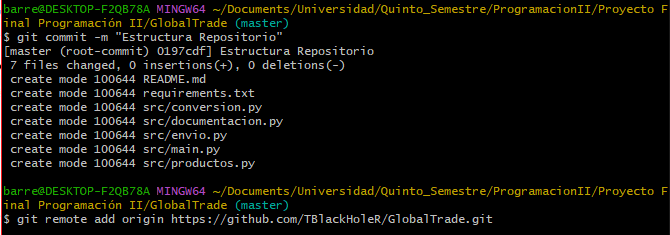 barre@DESKTOP-F2QB78A MINGW64 ~/Documents/Universidad/Quinto_Semestre/ProgramacionII/Proyecto F
inal Programación II/GlobalTrade (master)
$ git commit -m "Estructura Repositorio"
[master (root-commit) 0197cdf] Estructura Repositorio
 7 files changed, 0 insertions(+), 0 deletions(-)
 create mode 100644 README.md
 create mode 100644 requirements.txt
 create mode 100644 src/conversion.py
 create mode 100644 src/documentacion.py
 create mode 100644 src/envio.py
 create mode 100644 src/main.py
 create mode 100644 src/productos.py
barre@DESKTOP-F2QB78A MINGW64 ~/Documents/Universidad/Quinto_Semestre/ProgramacionII/Proyecto F
inal Programación II/GlobalTrade (master)
$ git remote add origin https://github.com/TBlackHoleR/GlobalTrade.git